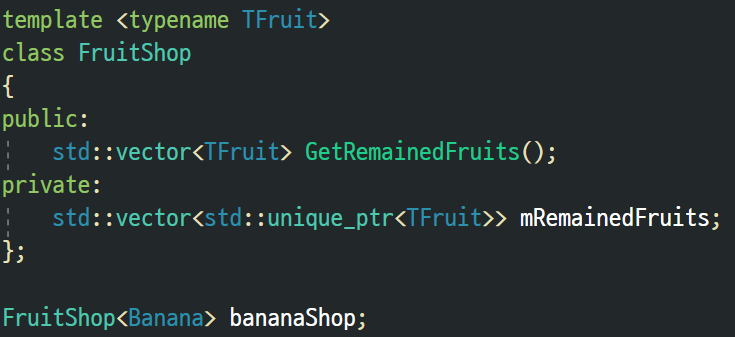 template <typename TFruit>
class FruitShop
{
public:
    std::vector<TFruit> GetRemainedFruits();
private:
    std::vector<std::unique_ptr<TFruit>> mRemainedFruits;
};
FruitShop<Banana> bananaShop;